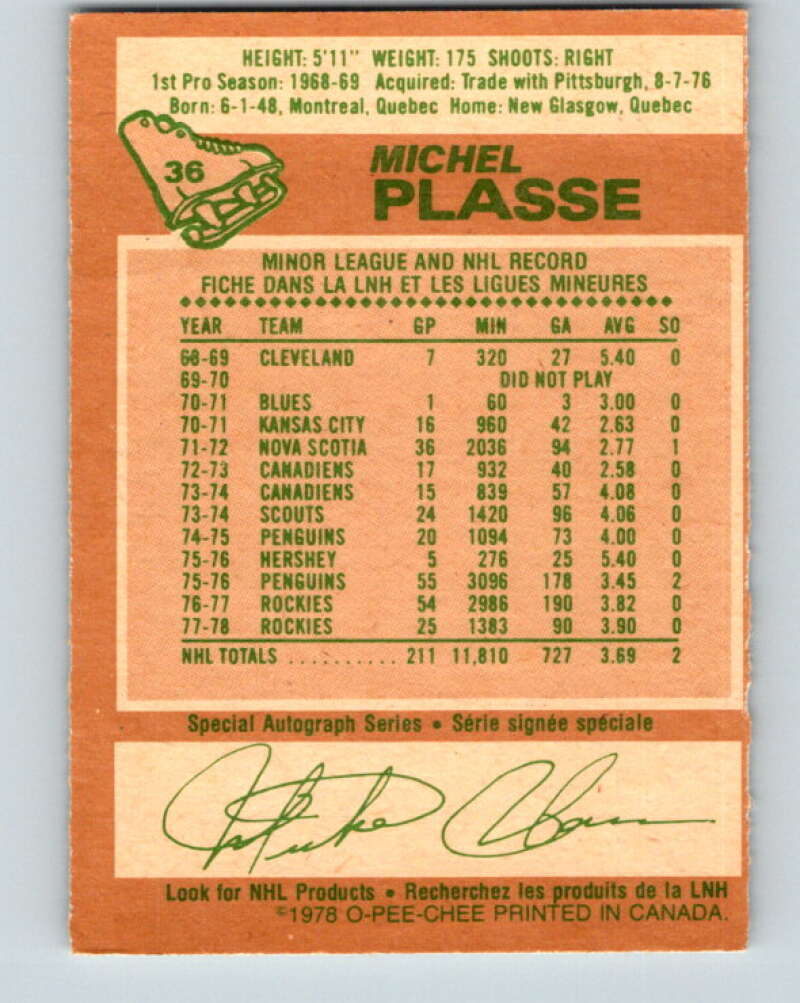 HEIGHT: 5'11" WEIGHT: 175 SHOOTS: RIGHT
1st Pro Season: 1968-69 Acquired: Trade with Pittsburgh, 8-7-76
Born: 6-1-48, Montreal, Quebec Home: New Glasgow, Quebec
36
MICHEL
PLASSE
MINOR LEAGUE AND NHL RECORD
FICHE DANS LA LNH ET LES LIGUES MINEURES
YEAR TEAM GP MIN GA AVG SO
68-69 CLEVELAND 7 320 27 5.40 0
69-70 DID NOT PLAY
70-71 BLUES 1 60 3 3.00 0
70-71 KANSAS CITY 16 960 42 2.63 0
71-72 NOVA SCOTIA 36 2036 94 2.77 1
72-73 CANADIENS 17 932 40 2.58 0
73-74 CANADIENS 15 839 57 4.08 0
73-74 SCOUTS 24 1420 96 4.06 0
74-75 PENGUINS 20 1094 73 4.00 0
75-76 HERSHEY 5 276 25 5.40 0
75-76 PENGUINS 55 3096 178 3.45 2
76-77 ROCKIES 54 2986 190 3.82 0
77-78 ROCKIES 25 1383 90 3.90 0
NHL TOTALS .......... 211 11,810 727 3.69 2
Special Autograph Series • Série signée spéciale
Look for NHL Products • Recherchez les produits de la LNH
©1978 O-PEE-CHEE PRINTED IN CANADA.